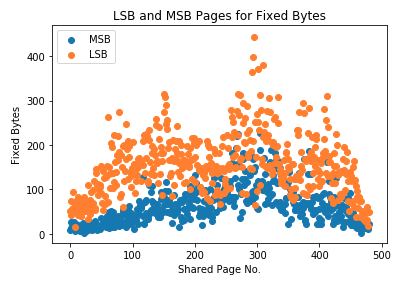 LSB and MSB Pages for Fixed Bytes
MSB
LSB
400
300
200
100
0
Fixed Bytes
0 100 200 300 400 500
Shared Page No.